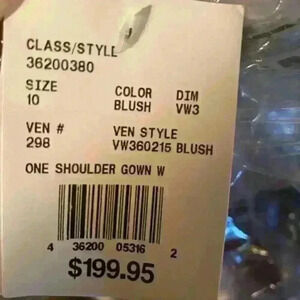 CLASS/STYLE
36200380
SIZE COLOR DIM
10 BLUSH VW3
VEN # VEN STYLE
298 VW360215 BLUSH
ONE SHOULDER GOWN W
4 36200 05316 2
$199.95